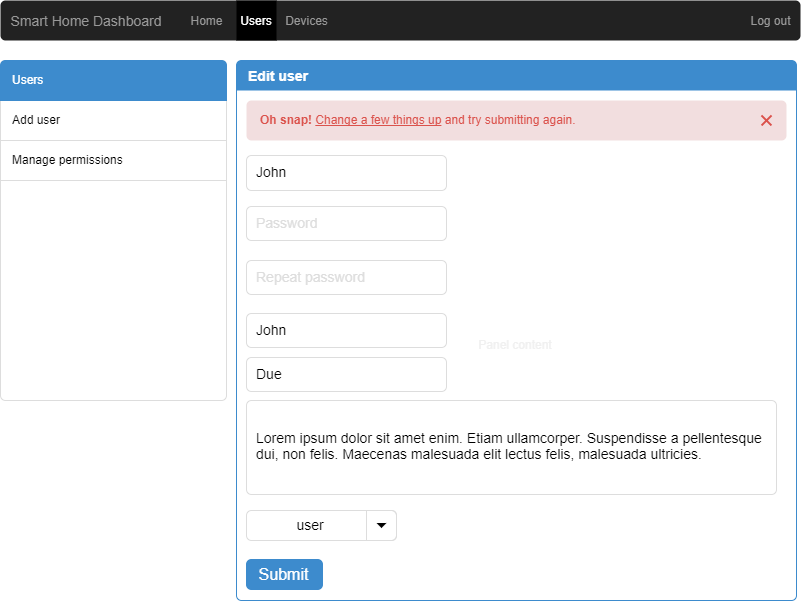 Smart Home Dashboard Home Users Devices Log out
Users
Add user
Manage permissions
Edit user
Oh snap! Change a few things up and try submitting again.
John
Password
Repeat password
John
Panel content
Due
Lorem ipsum dolor sit amet enim. Etiam ullamcorper. Suspendisse a pellentesque
dui, non felis. Maecenas malesuada elit lectus felis, malesuada ultricies.
user
Submit